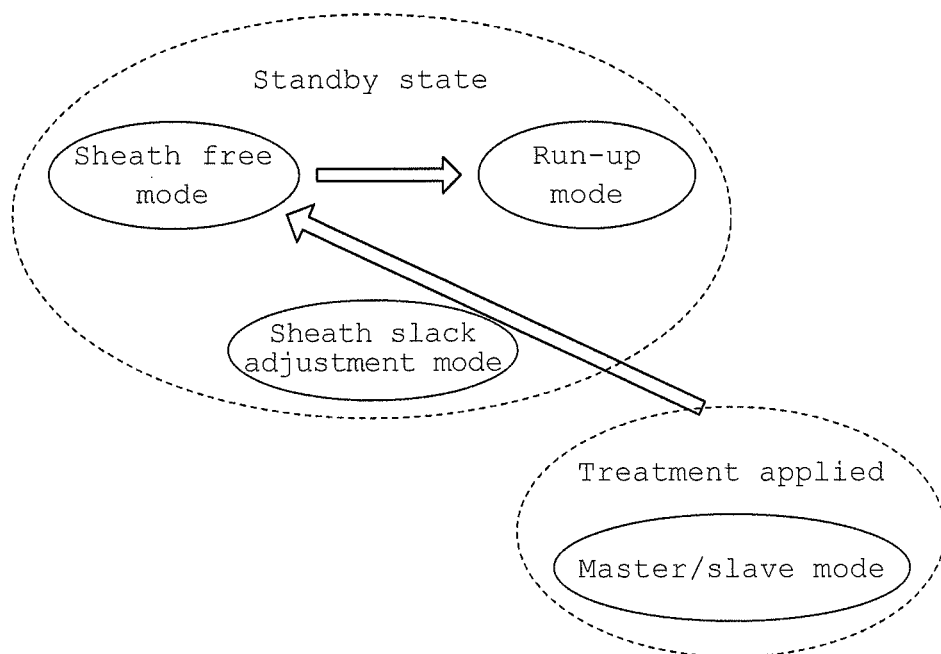 Standby state
Sheath free
mode
Run-up
mode
Sheath slack
adjustment mode
Treatment applied
Master/slave mode